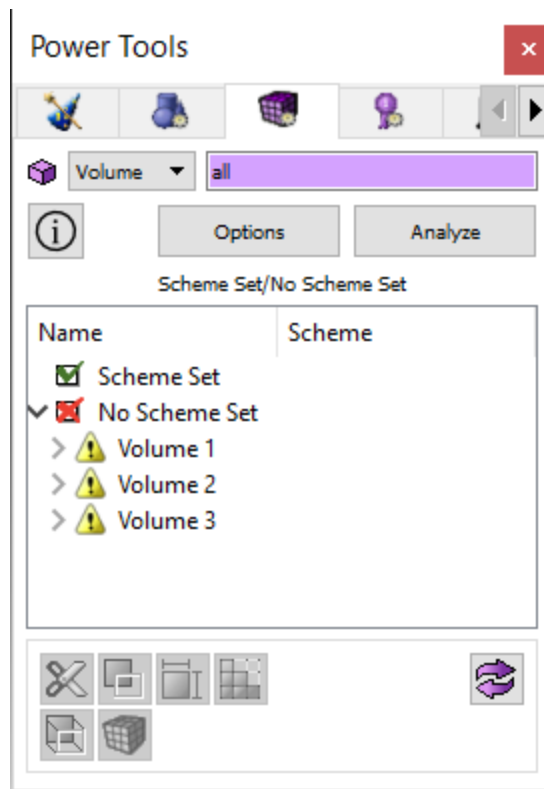 Power Tools
Volume
all
Options
Analyze
Scheme Set/No Scheme Set
Name Scheme
Scheme Set
No Scheme Set
Volume 1
Volume 2
Volume 3